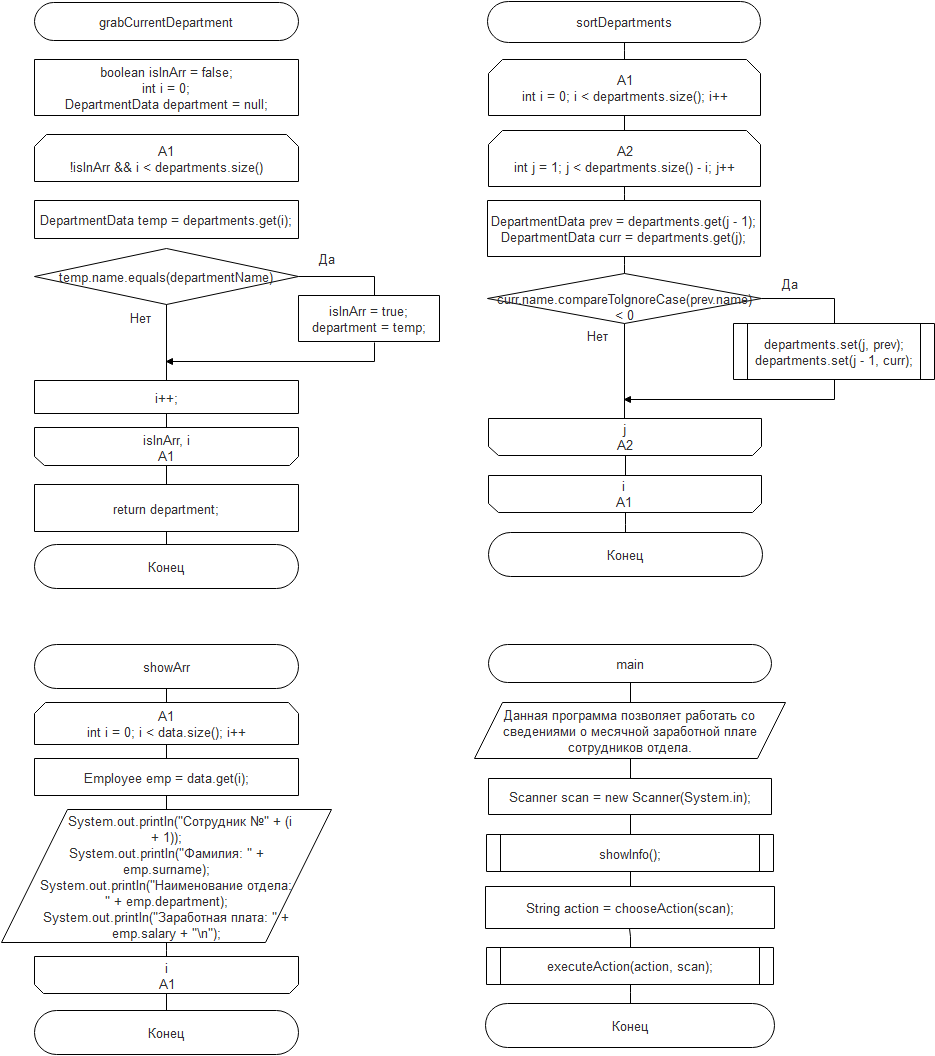 grabCurrentDepartment
boolean isInArr = false;
int i = 0;
DepartmentData department = null;
A1
!isInArr && i < departments.size()
DepartmentData temp = departments.get(i);
temp.name.equals(departmentName)
Да
Нет
isInArr = true;
department = temp;
i++;
isInArr, i
A1
return department;
Конец
sortDepartments
A1
int i = 0; i < departments.size(); i++
A2
int j = 1; j < departments.size() - i; j++
DepartmentData prev = departments.get(j - 1);
DepartmentData curr = departments.get(j);
curr.name.compareToIgnoreCase(prev.name)
< 0
Да
Нет
departments.set(j, prev);
departments.set(j - 1, curr);
j
A2
i
A1
Конец
showArr
A1
int i = 0; i < data.size(); i++
Employee emp = data.get(i);
System.out.println("Сотрудник №" + (i
+ 1));
System.out.println("Фамилия: " +
emp.surname);
System.out.println("Наименование отдела:
" + emp.department);
System.out.println("Заработная плата: " +
emp.salary + "\n");
i
A1
Конец
main
Данная программа позволяет работать со
сведениями о месячной заработной плате
сотрудников отдела.
Scanner scan = new Scanner(System.in);
showInfo();
String action = chooseAction(scan);
executeAction(action, scan);
Конец